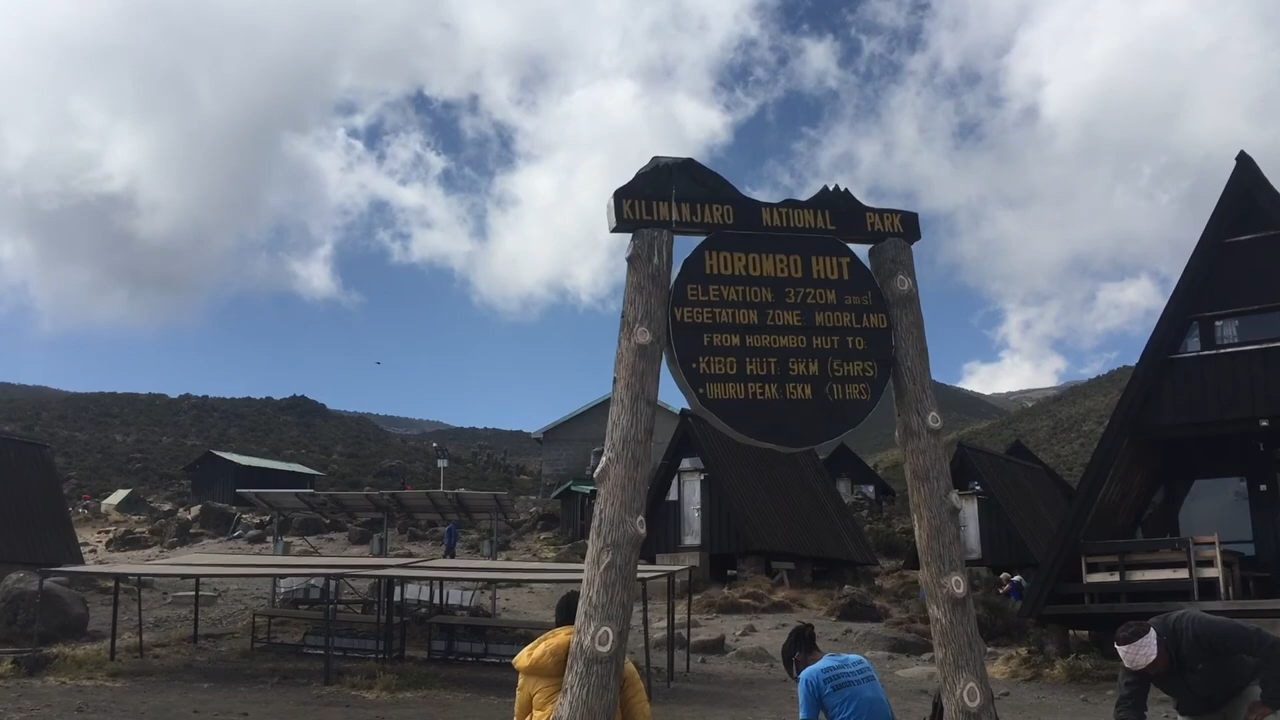 KILIMANJARO NATIONAL PARK
HOROMBO HUT
ELEVATION: 3720M amsl
VEGETATION ZONE: MOORLAND
FROM HOROMBO HUT TO:
•KIBO HUT: 9KM (5HRS)
•UHURU PEAK: 15KM (11 HRS)